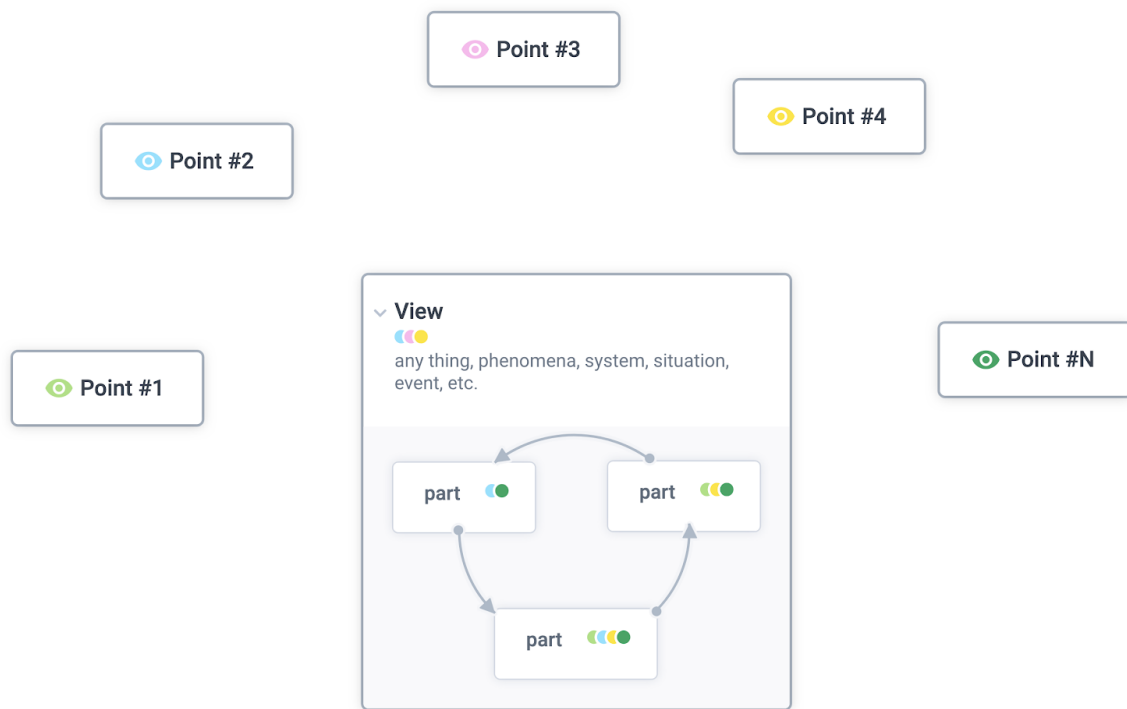 Point #3
Point #4
Point #2
View
any thing, phenomena, system, situation,
event, etc.
Point #N
Point #1
part
part
part